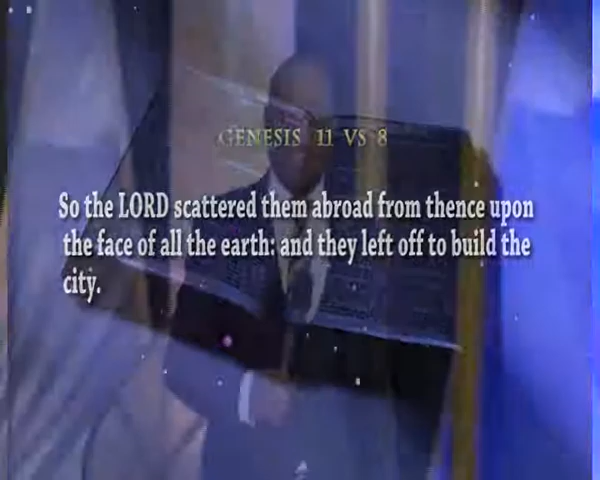 GENESIS 11 VS 8
So the LORD scattered them abroad from thence upon
the face of all the earth: and they left off to build the
city.